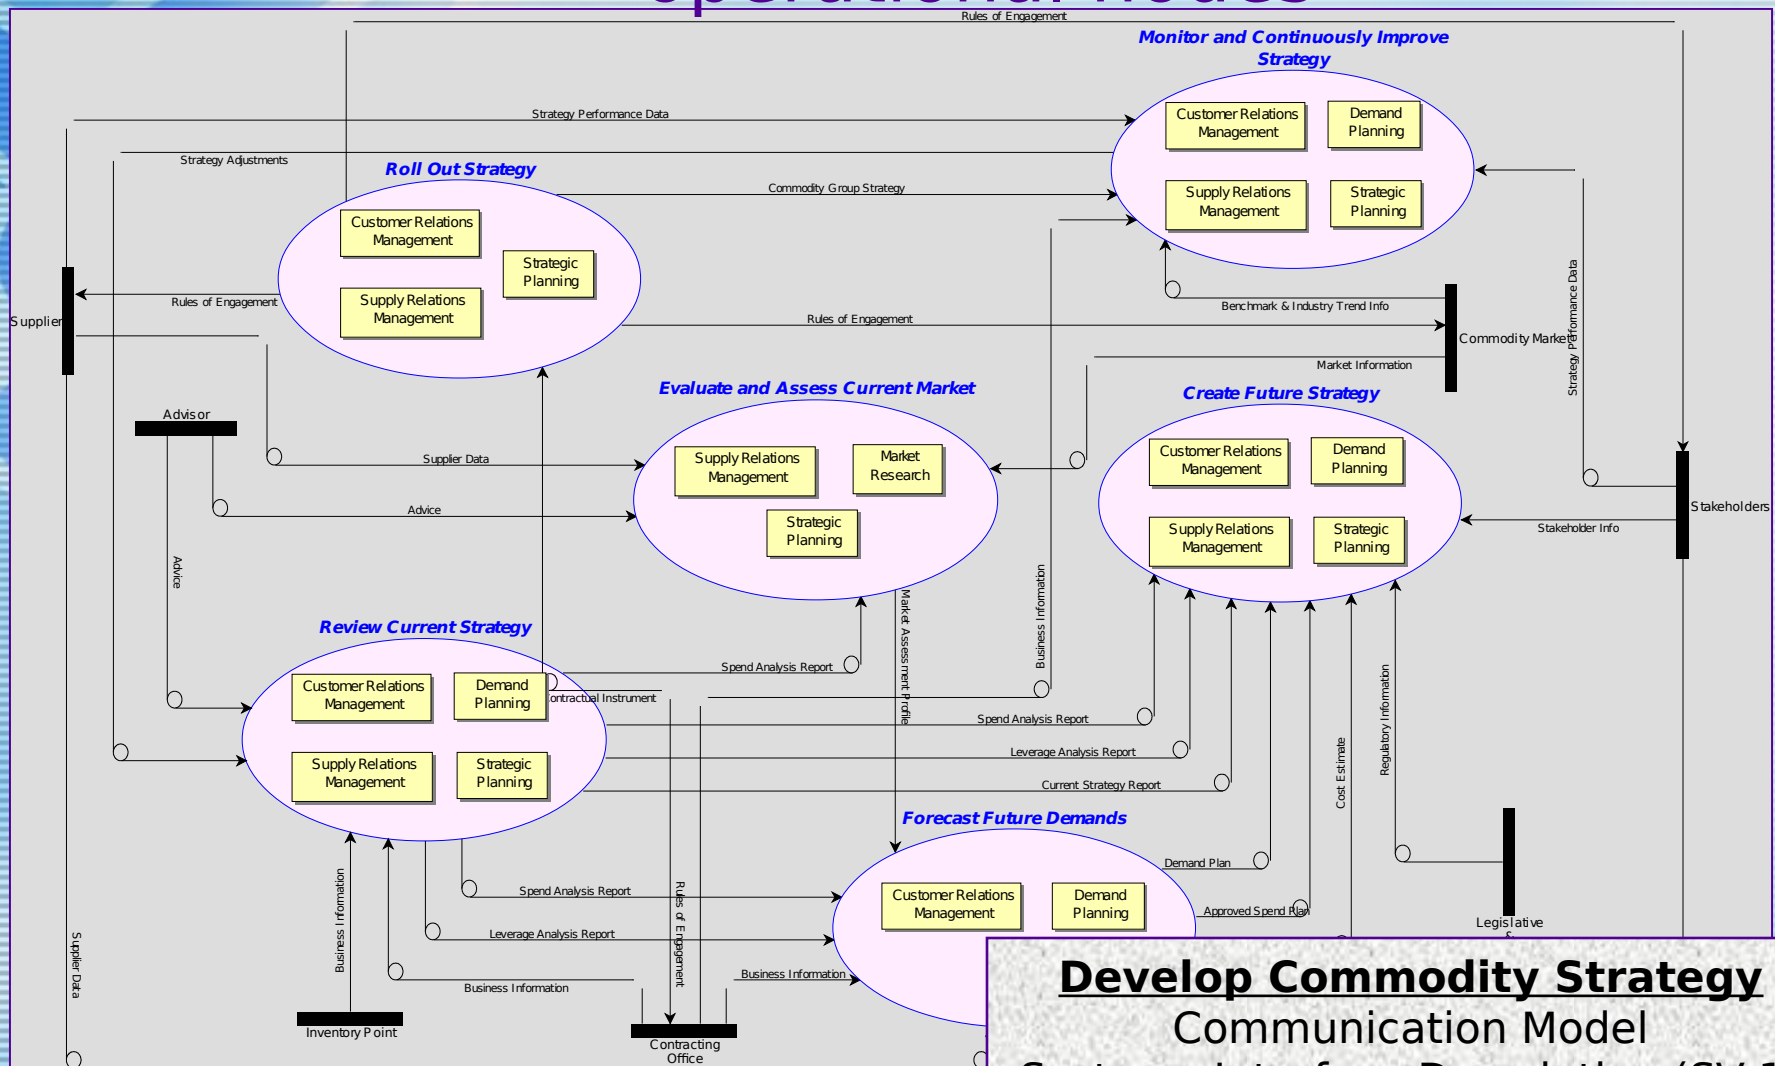 Operational Nodes
Rules of Engagement
Monitor and Continuously Improve
Strategy
Customer Relations
Management
Demand
Planning
Supply Relations
Management
Strategic
Planning
Strategy Performance Data
Strategy Adjustments
Roll Out Strategy
Commodity Group Strategy
Customer Relations
Management
Strategic
Planning
Supply Relations
Management
Rules of Engagement
Supplier
Benchmark & Industry Trend Info
Rules of Engagement
Commodity Market
Strategy Performance Data
Market Information
Evaluate and Assess Current Market
Create Future Strategy
Advisor
Supplier Data
Supply Relations
Management
Market
Research
Strategic
Planning
Customer Relations
Management
Demand
Planning
Supply Relations
Management
Strategic
Planning
Stakeholders
Stakeholder Info
Advice
Advice
Business Information
Market Assessment Profile
Review Current Strategy
Customer Relations
Management
Demand
Planning
Supply Relations
Management
Strategic
Planning
Spend Analysis Report
ontractual Instrument
Spend Analysis Report
Leverage Analysis Report
Current Strategy Report
Cost Estimate
Regulatory Information
Forecast Future Demands
Customer Relations
Management
Demand
Planning
Demand Plan
Approved Spend Plan
Legislative
&
Spend Analysis Report
Leverage Analysis Report
Business Information
Business Information
Business Information
Rules of Engagement
Supplier Data
Inventory Point
Contracting
Office
Develop Commodity Strategy
Communication Model